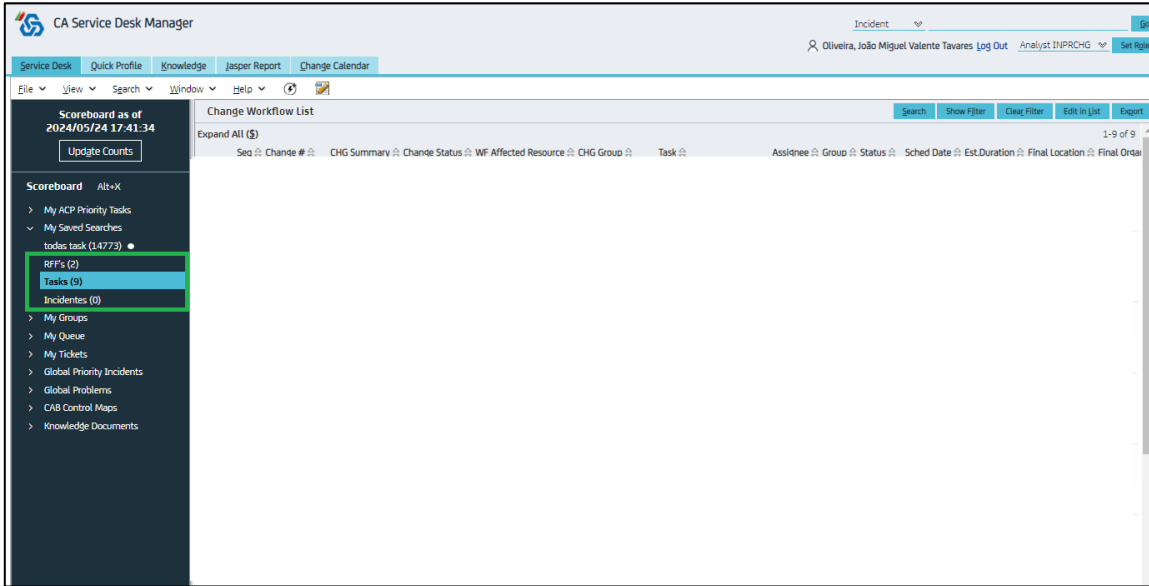 CA Service Desk Manager
Incident
Oliveira, João Miguel Valente Tavares Log Out Analyst INPRCHG Set Role
Service Desk Quick Profile Knowledge Jasper Report Change Calendar
File View Search Window Help
Scoreboard as of
2024/05/24 17:41:34
Update Counts
Scoreboard Alt+X
My ACP Priority Tasks
My Saved Searches
todas task (14773)
RFF's (2)
Tasks (9)
Incidentes (0)
My Groups
My Queue
My Tickets
Global Priority Incidents
Global Problems
CAB Control Maps
Knowledge Documents
Change Workflow List
Search Show Filter Clear Filter Edit in List Export
Expand All ($) 1-9 of 9
Seq Change # CHG Summary Change Status WF Affected Resource CHG Group Task Assignee Group Status Sched Date Est.Duration Final Location Final